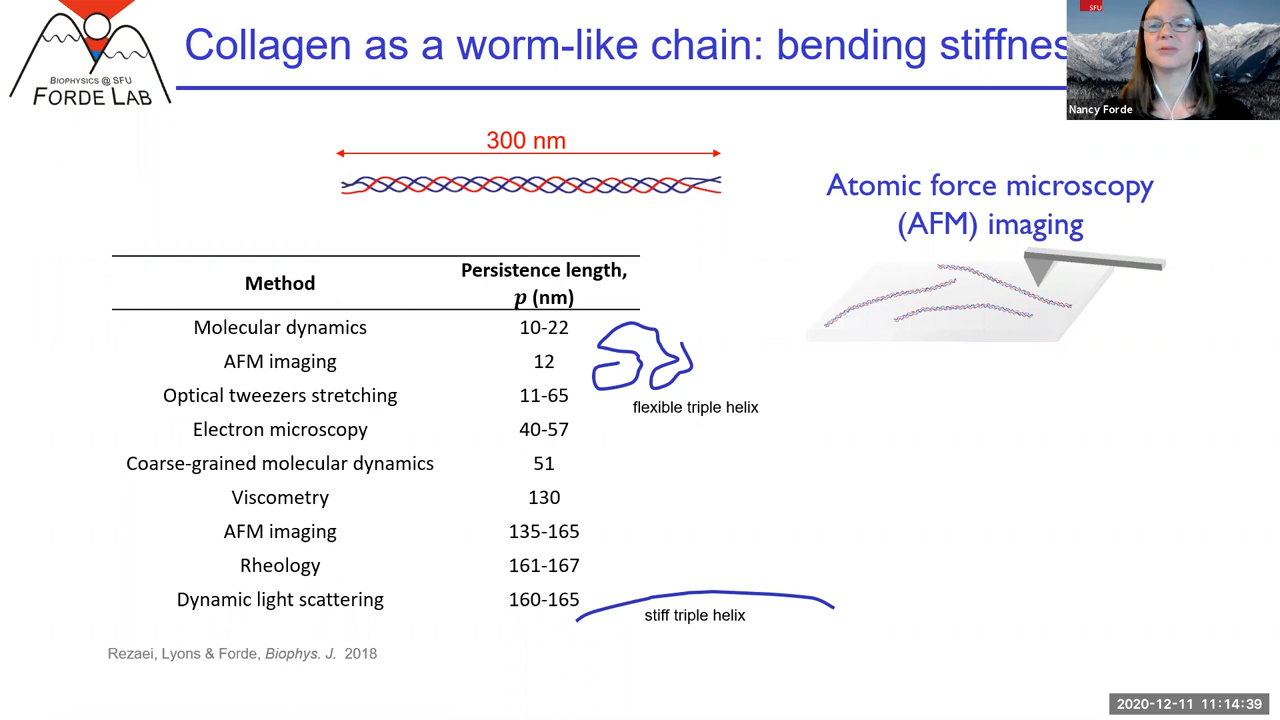 Collagen as a worm-like chain: bending stiffnes
SFU
Nancy Forde
BIOPHYSICS @ SFU
FORDE LAB
300 nm
Atomic force microscopy
(AFM) imaging
Method
Persistence length,
p (nm)
Molecular dynamics 10-22
AFM imaging 12
Optical tweezers stretching 11-65
flexible triple helix
Electron microscopy 40-57
Coarse-grained molecular dynamics 51
Viscometry 130
AFM imaging 135-165
Rheology 161-167
Dynamic light scattering 160-165
stiff triple helix
Rezaei, Lyons & Forde, Biophys. J. 2018
2020-12-11 11:14:39